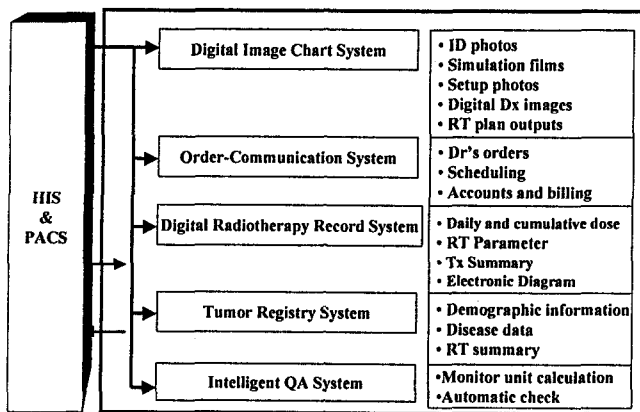 HIS
&
PACS
Digital Image Chart System
• ID photos
• Simulation films
• Setup photos
• Digital Dx images
• RT plan outputs
Order-Communication System
• Dr's orders
• Scheduling
• Accounts and billing
Digital Radiotherapy Record System
• Daily and cumulative dose
• RT Parameter
• Tx Summary
• Electronic Diagram
Tumor Registry System
• Demographic information
• Disease data
• RT summary
Intelligent QA System
• Monitor unit calculation
• Automatic check